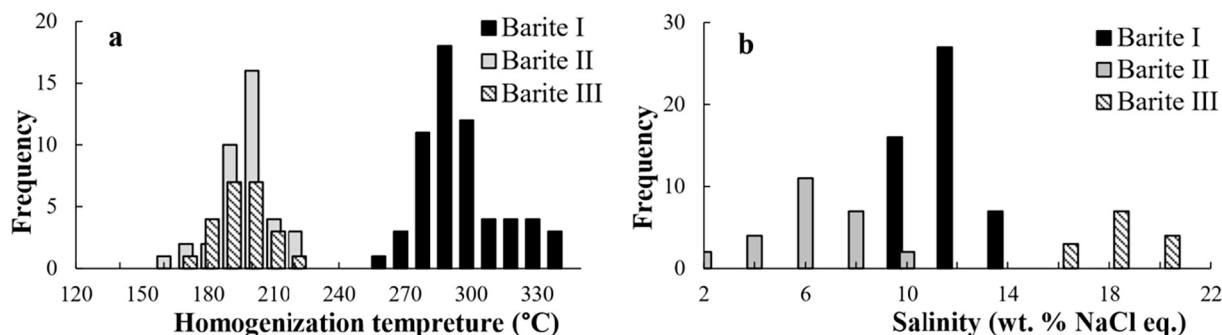 a
20
15
10
5
0
Frequency
120 150 180 210 240 270 300 330
Homogenization tempreture (°C)
Barite I
Barite II
Barite III
b
30
20
10
0
Frequency
2 6 10 14 18 22
Salinity (wt. % NaCl eq.)
Barite I
Barite II
Barite III